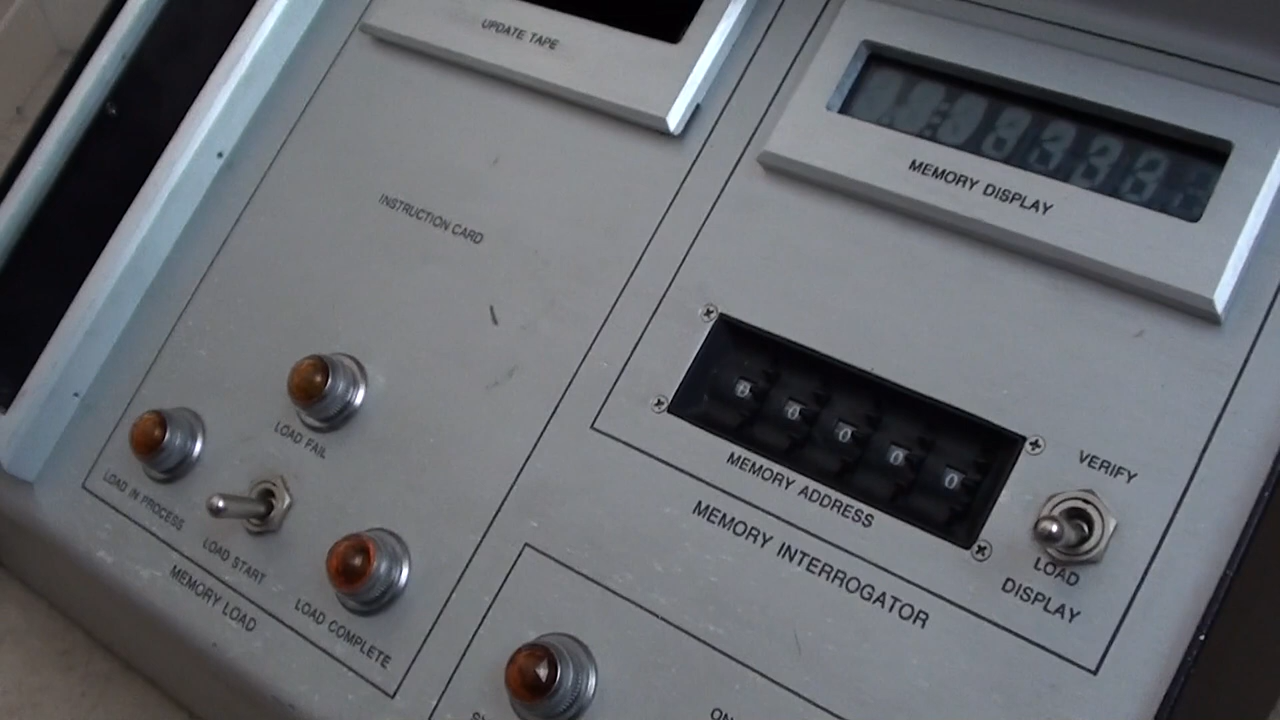 UPDATE TAPE
MEMORY DISPLAY
INSTRUCTION CARD
LOAD FAIL
LOAD IN PROCESS
LOAD START
LOAD COMPLETE
MEMORY LOAD
0 0 0 0 0
MEMORY ADDRESS
MEMORY INTERROGATOR
VERIFY
LOAD
DISPLAY